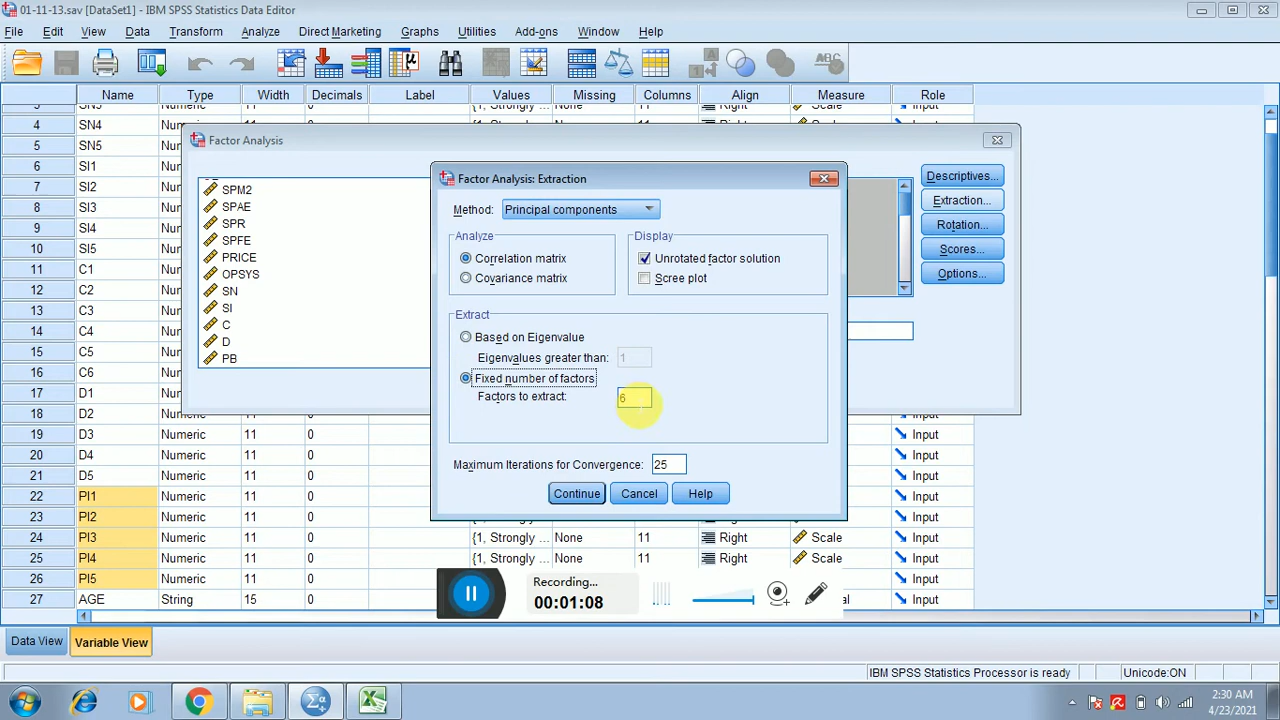 01-11-13.sav [DataSet1] - IBM SPSS Statistics Data Editor
File Edit View Data Transform Analyze Direct Marketing Graphs Utilities Add-ons Window Help
Name Type Width Decimals Label Values Missing Columns Align Measure Role
4 SN4
5 SN5
6 SI1
7 SI2
8 SI3
9 SI4
10 SI5
11 C1
12 C2
13 C3
14 C4
15 C5
16 C6
17 D1
18 D2 Numeric 11 0 Input
19 D3 Numeric 11 0 Input
20 D4 Numeric 11 0 Input
21 D5 Numeric 11 0 Input
22 PI1 Numeric 11 0 Input
23 PI2 Numeric 11 0 Input
24 PI3 Numeric 11 0 {1, Strongly ... None 11 Right Scale Input
25 PI4 Numeric 11 0 {1, Strongly ... None 11 Right Scale Input
26 PI5 Numeric 11 0 Input
27 AGE String 15 0 Input
Factor Analysis
SPM2
SPAE
SPR
SPFE
PRICE
OPSYS
SN
SI
C
D
PB
Descriptives...
Extraction...
Rotation...
Scores...
Options...
Factor Analysis: Extraction
Method: Principal components
Analyze
Correlation matrix
Covariance matrix
Display
Unrotated factor solution
Scree plot
Extract
Based on Eigenvalue
Eigenvalues greater than: 1
Fixed number of factors
Factors to extract: 6
Maximum Iterations for Convergence: 25
Continue Cancel Help
Recording...
00:01:08
Data View Variable View
IBM SPSS Statistics Processor is ready Unicode:ON
2:30 AM
4/23/2021